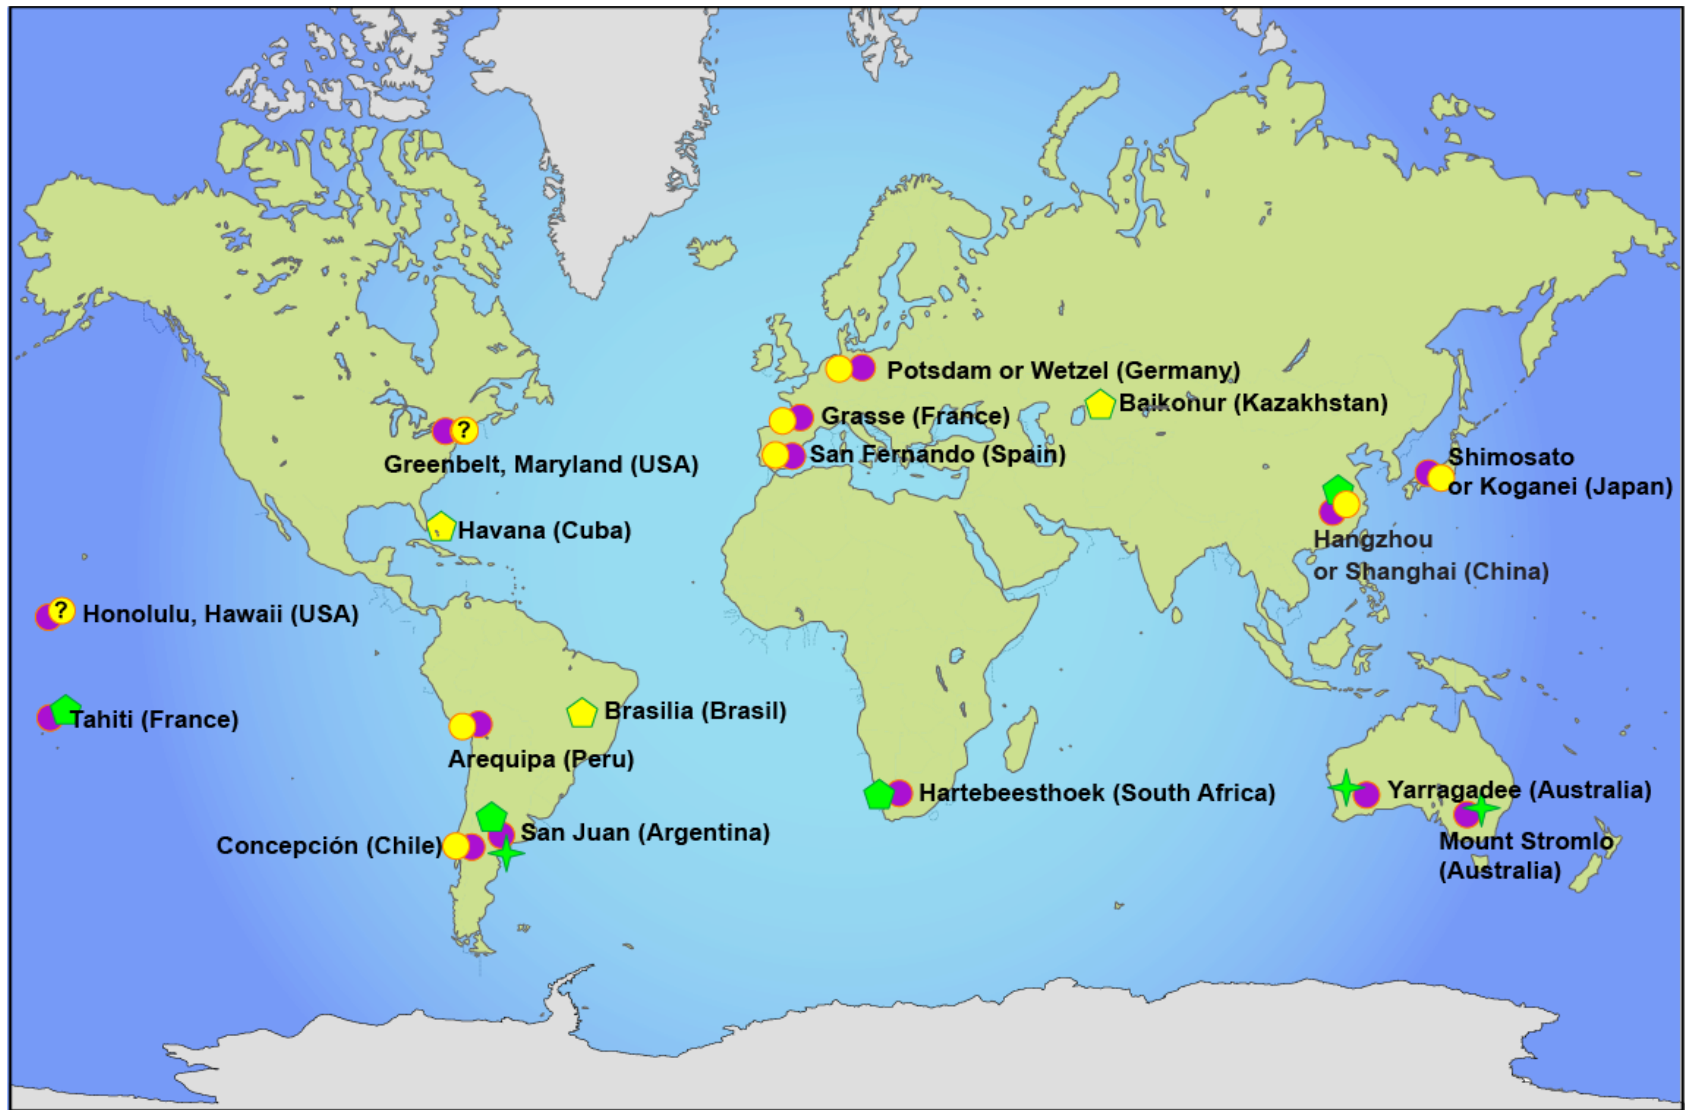 Potsdam or Wetzel (Germany)
Baikonur (Kazakhstan)
Grasse (France)
?
San Fernando (Spain)
Greenbelt, Maryland (USA)
Shimosato
or Koganei (Japan)
Havana (Cuba)
Hangzhou
or Shanghai (China)
?
Honolulu, Hawaii (USA)
Tahiti (France)
Brasilia (Brasil)
Arequipa (Peru)
Hartebeesthoek (South Africa)
Yarragadee (Australia)
San Juan (Argentina)
Concepción (Chile)
Mount Stromlo
(Australia)